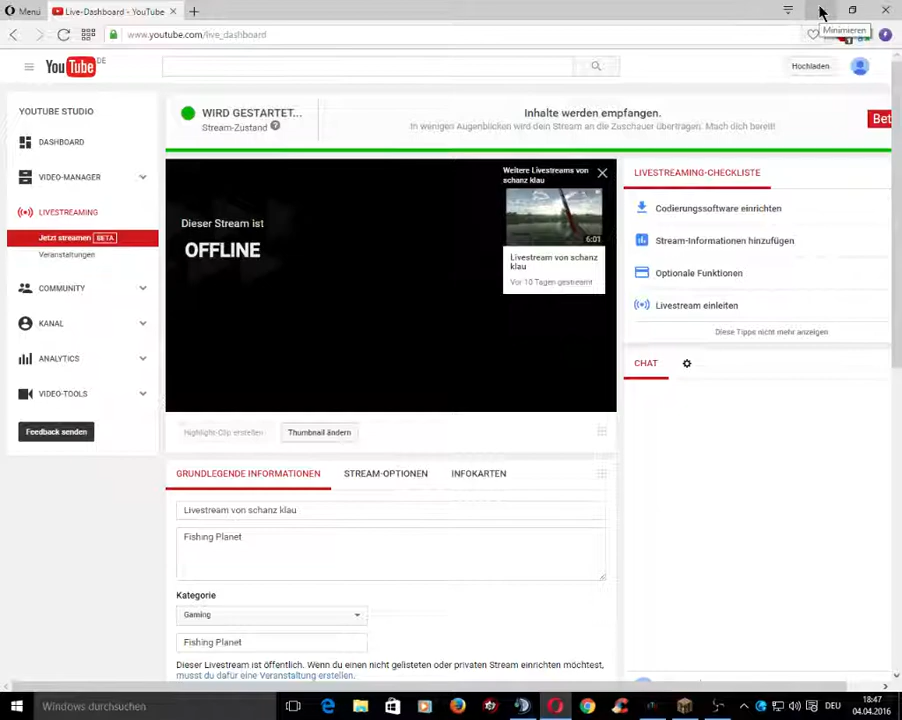 Menü
Live-Dashboard - YouTube
www.youtube.com/live_dashboard
Minimieren
YouTube DE
Hochladen
YOUTUBE STUDIO
DASHBOARD
VIDEO-MANAGER
LIVESTREAMING
Jetzt streamen BETA
Veranstaltungen
COMMUNITY
KANAL
ANALYTICS
VIDEO-TOOLS
Feedback senden
WIRD GESTARTET...
Stream-Zustand ?
Inhalte werden empfangen.
In wenigen Augenblicken wird dein Stream an die Zuschauer übertragen. Mach dich bereit!
Bet
Dieser Stream ist
OFFLINE
Weitere Livestreams von
schanz klau
6:01
Livestream von schanz
klau
Vor 10 Tagen gestreamt
Highlight-Clip erstellen
Thumbnail ändern
GRUNDLEGENDE INFORMATIONEN
STREAM-OPTIONEN
INFOKARTEN
Livestream von schanz klau
Fishing Planet
Kategorie
Gaming
Fishing Planet
Dieser Livestream ist öffentlich. Wenn du einen nicht gelisteten oder privaten Stream einrichten möchtest,
musst du dafür eine Veranstaltung erstellen.
LIVESTREAMING-CHECKLISTE
Codierungssoftware einrichten
Stream-Informationen hinzufügen
Optionale Funktionen
Livestream einleiten
Diese Tipps nicht mehr anzeigen
CHAT
Windows durchsuchen
DEU
18:47
04.04.2016